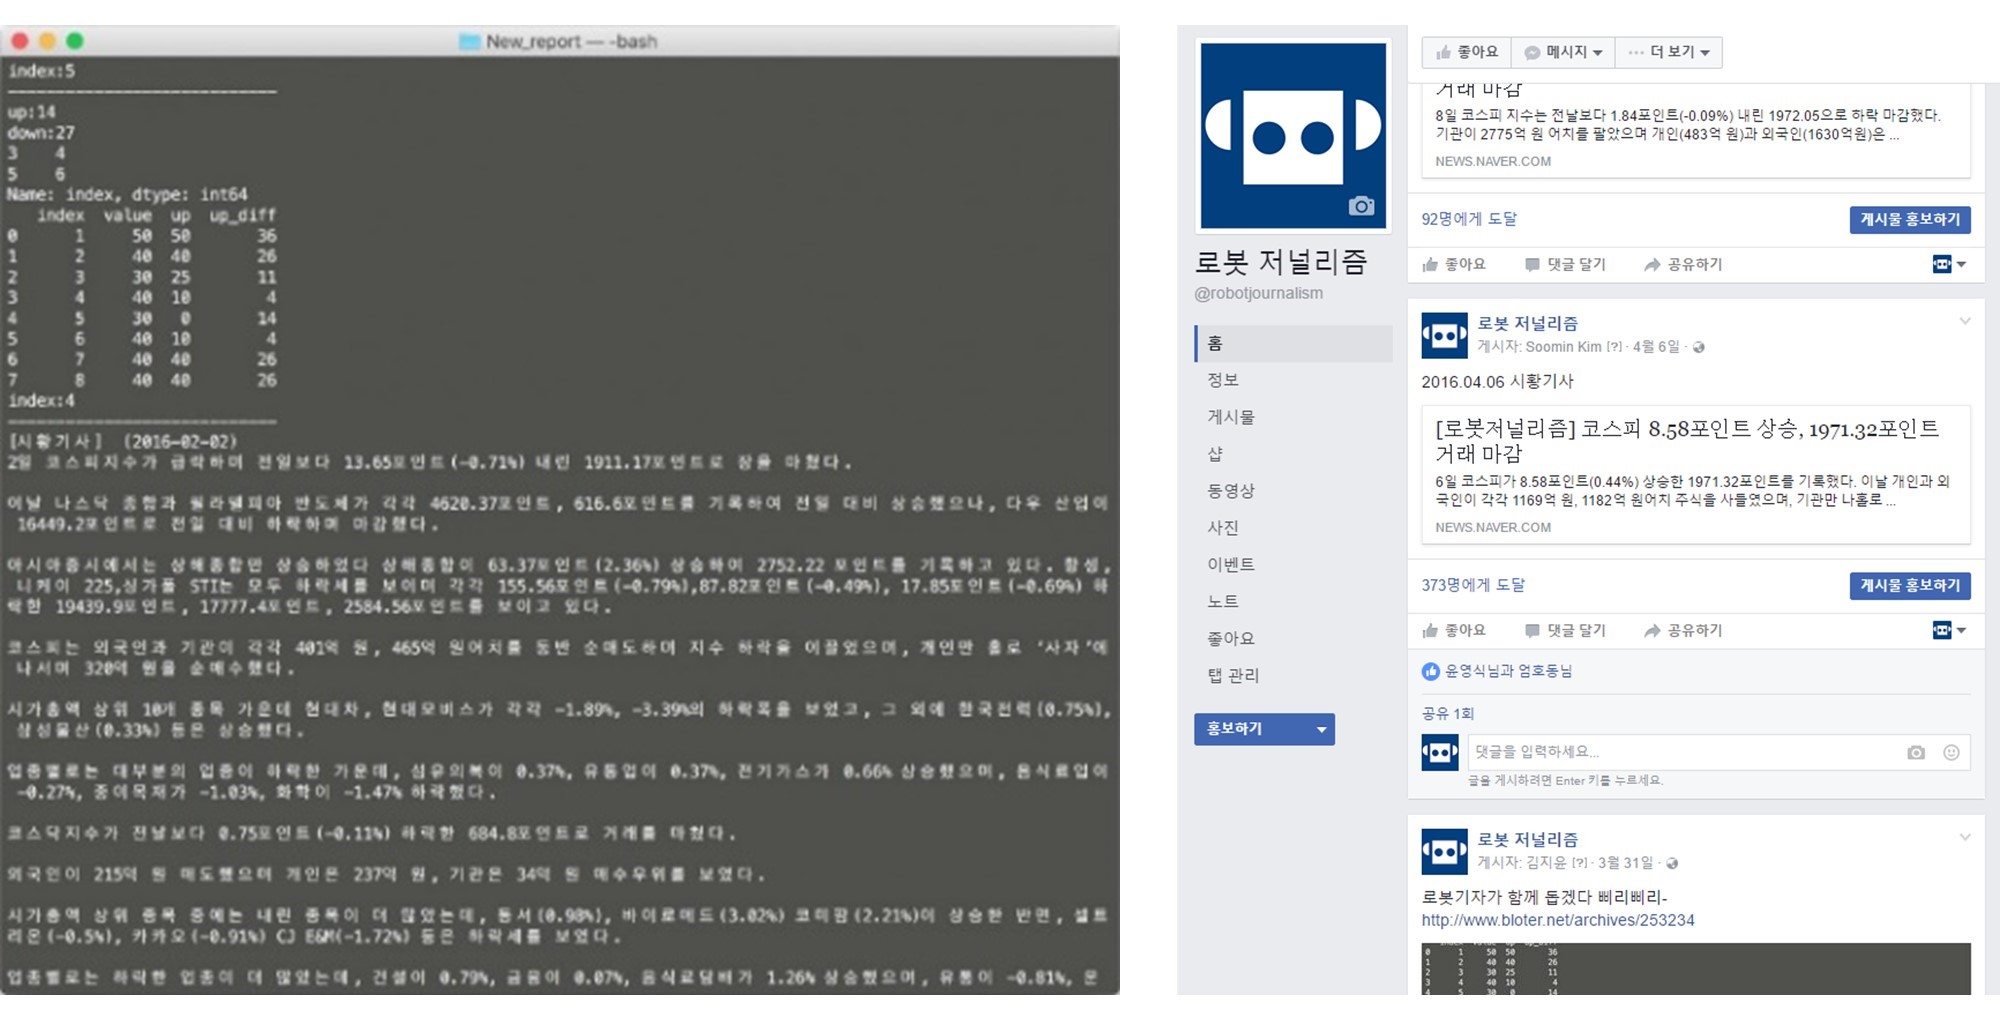 New_report — -bash
index:5
up:14
down:27
3 4
5 6
Name: index, dtype: int64
index value up up_diff
0 1 50 50 36
1 2 40 40 26
2 3 30 25 11
3 4 40 10 4
4 5 30 0 14
5 6 40 10 4
6 7 40 40 26
7 8 40 40 26
index:4
[시황기사] (2016-02-02)
2일 코스피지수가 급락하며 전일보다 13.65포인트(-0.71%) 내린 1911.17포인트로 장을 마쳤다.
이날 나스닥 종합과 필라델피아 반도체가 각각 4620.37포인트, 616.6포인트를 기록하여 전일 대비 상승했으나, 다우 산업이
16449.2포인트로 전일 대비 하락하며 마감했다.
아시아증시에서는 상해종합만 상승하였다 상해종합이 63.37포인트(2.36%) 상승하여 2752.22 포인트를 기록하고 있다. 항셍,
니케이 225,싱가폴 STI는 모두 하락세를 보이며 각각 155.56포인트(-0.79%),87.82포인트(-0.49%), 17.85포인트(-0.69%) 하
락한 19439.9포인트, 17777.4포인트, 2584.56포인트를 보이고 있다.
코스피는 외국인과 기관이 각각 401억 원, 465억 원어치를 동반 순매도하며 지수 하락을 이끌었으며, 개인만 홀로 '사자'에
나서며 320억 원을 순매수했다.
시가총액 상위 10개 종목 가운데 현대차, 현대모비스가 각각 -1.89%, -3.39%의 하락폭을 보였고, 그 외에 한국전력(0.75%),
삼성물산(0.33%) 등은 상승했다.
업종별로는 대부분의 업종이 하락한 가운데, 섬유의복이 0.37%, 유통업이 0.37%, 전기가스가 0.66% 상승했으며, 음식료업이
-0.27%, 종이목재가 -1.03%, 화학이 -1.47% 하락했다.
코스닥지수가 전날보다 0.75포인트(-0.11%) 하락한 684.8포인트로 거래를 마쳤다.
외국인이 215억 원 매도했으며 개인은 237억 원, 기관은 34억 원 매수우위를 보였다.
시가총액 상위 종목 중에는 내린 종목이 더 많았는데, 동서(0.98%), 바이로메드(3.02%) 코미팜(2.21%)이 상승한 반면, 셀트
리온(-0.5%), 카카오(-0.91%) CJ E&M(-1.72%) 등은 하락세를 보였다.
업종별로는 하락한 업종이 더 많았는데, 건설이 0.79%, 금융이 0.07%, 음식료담배가 1.26% 상승했으며, 유통이 -0.81%, 운
로봇 저널리즘
@robotjournalism
홈
정보
게시물
샵
동영상
사진
이벤트
노트
좋아요
탭 관리
홍보하기
좋아요 메시지 더 보기
거래 마감
8일 코스피 지수는 전날보다 1.84포인트(-0.09%) 내린 1972.05으로 하락 마감했다.
기관이 2775억 원 어치를 팔았으며 개인(483억 원)과 외국인(1630억원)은 ...
NEWS.NAVER.COM
92명에게 도달 게시물 홍보하기
좋아요 댓글 달기 공유하기
로봇 저널리즘
게시자: Soomin Kim [?] · 4월 6일 ·
2016.04.06 시황기사
[로봇저널리즘] 코스피 8.58포인트 상승, 1971.32포인트
거래 마감
6일 코스피가 8.58포인트(0.44%) 상승한 1971.32포인트를 기록했다. 이날 개인과 외
국인이 각각 1169억 원, 1182억 원어치 주식을 사들였으며, 기관만 나홀로 ...
NEWS.NAVER.COM
373명에게 도달 게시물 홍보하기
좋아요 댓글 달기 공유하기
윤영식님과 엄호동님
공유 1회
댓글을 입력하세요...
글을 게시하려면 Enter 키를 누르세요.
로봇 저널리즘
게시자: 김지윤 [?] · 3월 31일 ·
로봇기자가 함께 돕겠다 삐리삐리-
http://www.bloter.net/archives/253234
index value up up_diff
0 1 50 50 36
1 2 40 40 26
2 3 30 25 11
3 4 40 10 4
4 5 30 0 14